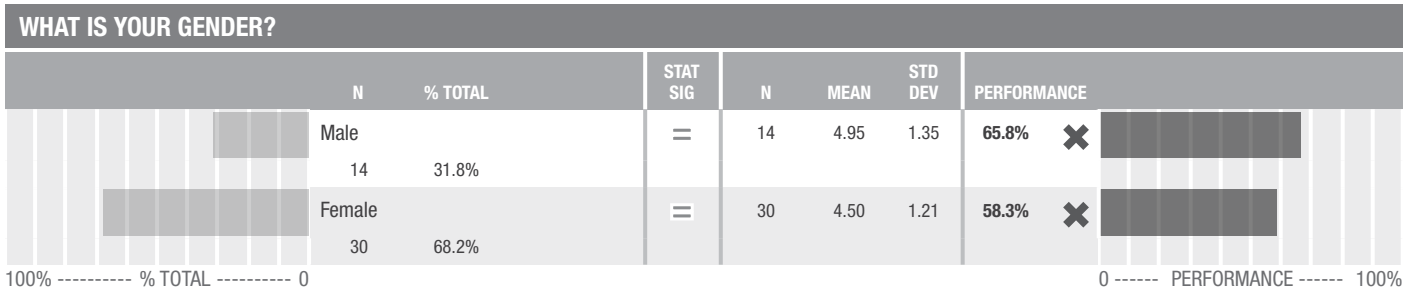 WHAT IS YOUR GENDER?
N % TOTAL STAT SIG N MEAN STD DEV PERFORMANCE
Male = 14 4.95 1.35 65.8% ✖
14 31.8%
Female = 30 4.50 1.21 58.3% ✖
30 68.2%
100% ---------- % TOTAL ---------- 0 0 ------ PERFORMANCE ------ 100%